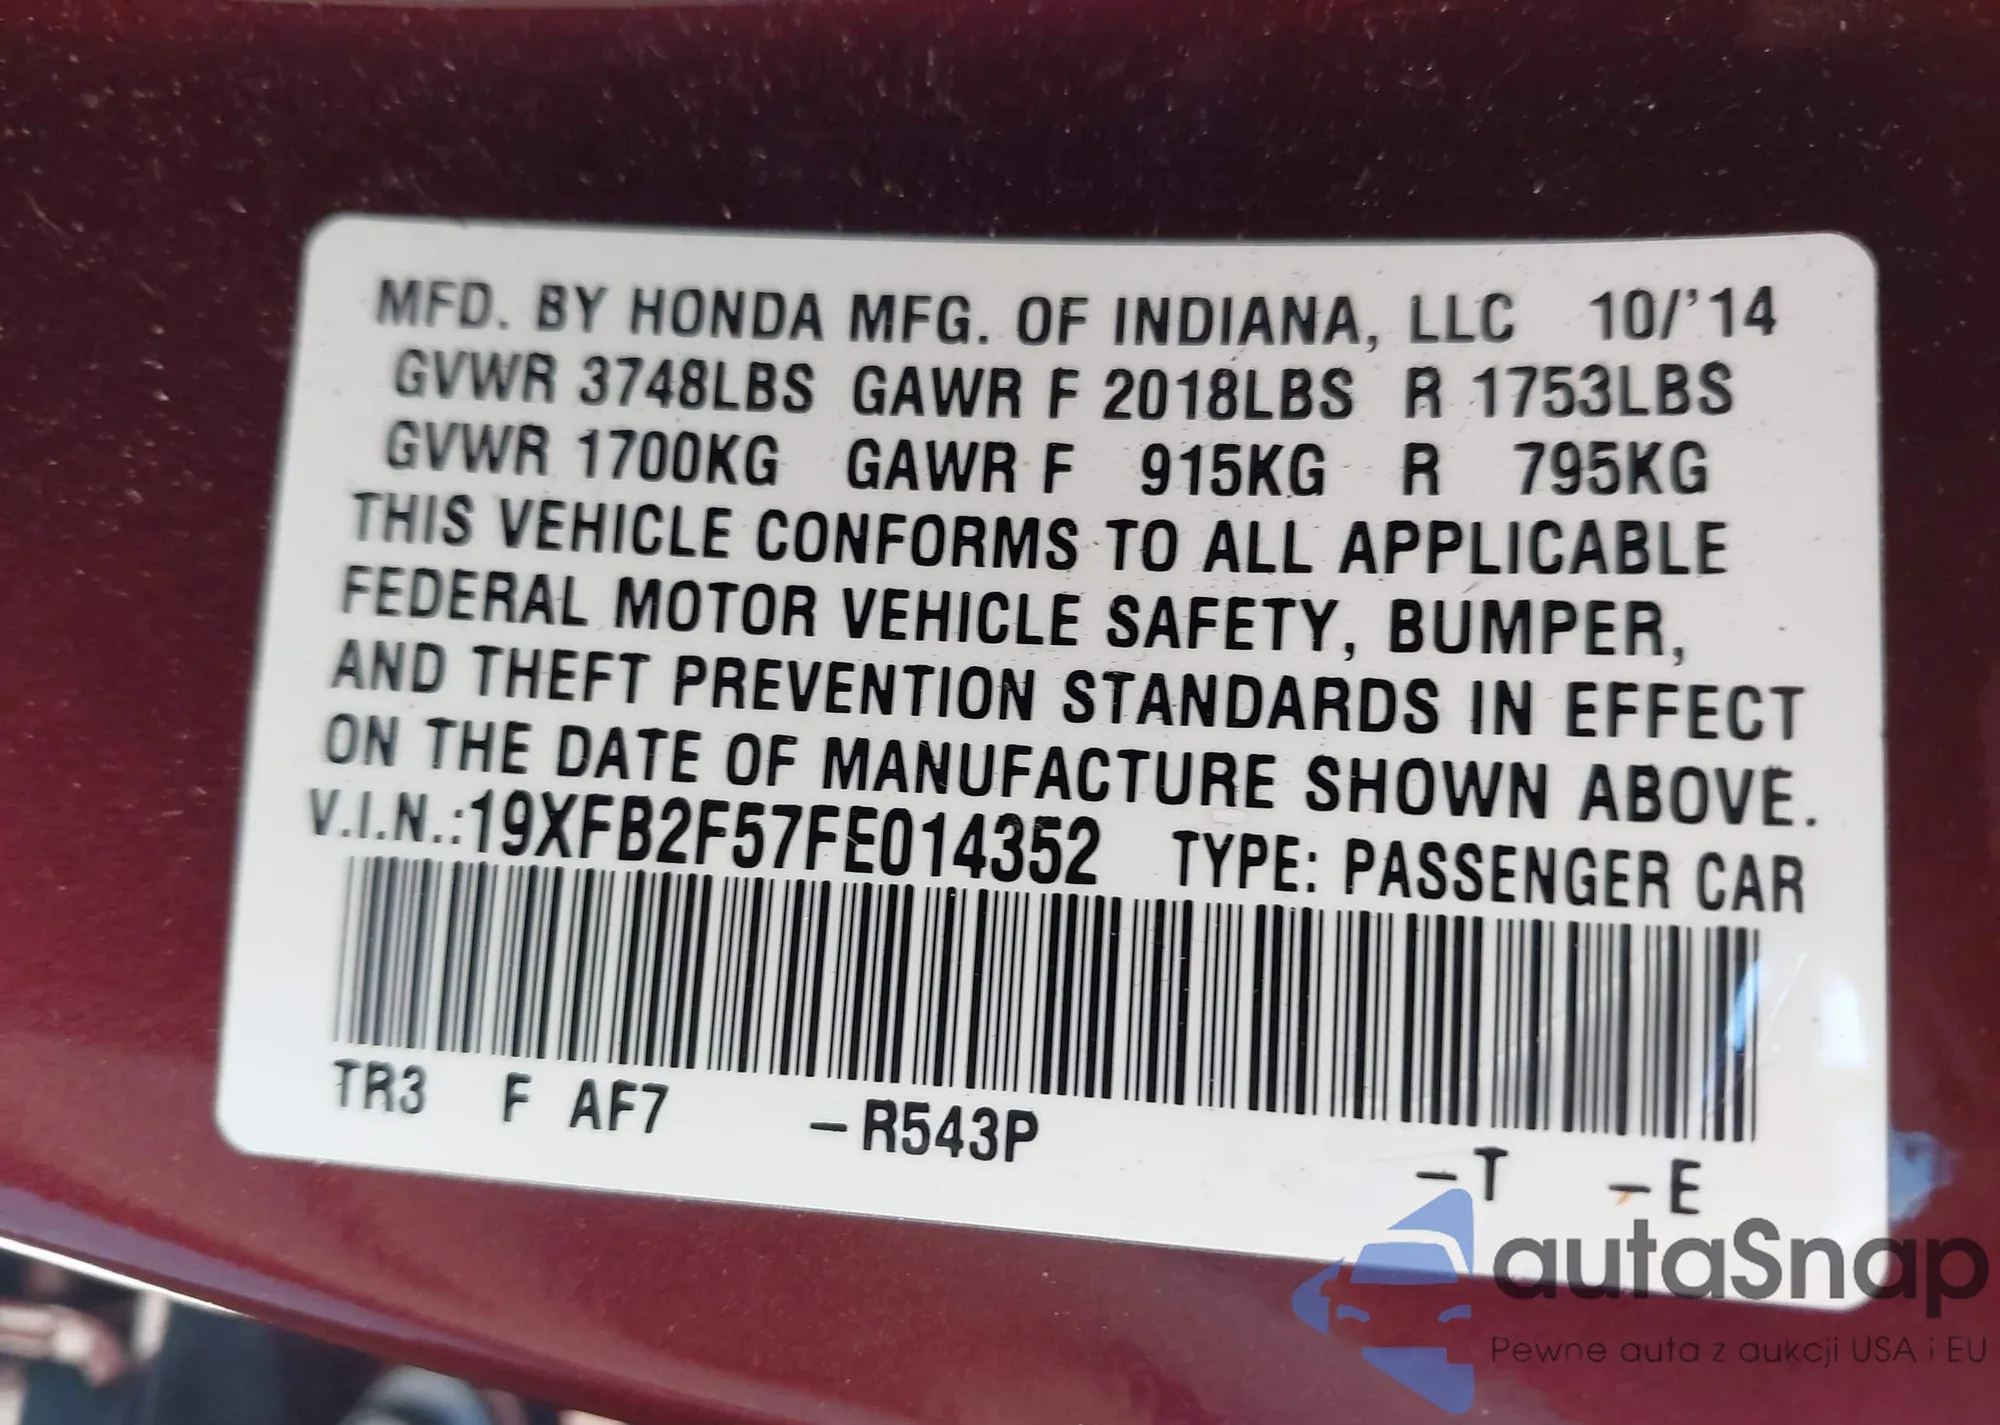 MFD. BY HONDA MFG. OF INDIANA, LLC 10/'14
GVWR 3748LBS GAWR F 2018LBS R 1753LBS
GVWR 1700KG GAWR F 915KG R 795KG
THIS VEHICLE CONFORMS TO ALL APPLICABLE
FEDERAL MOTOR VEHICLE SAFETY, BUMPER,
AND THEFT PREVENTION STANDARDS IN EFFECT
ON THE DATE OF MANUFACTURE SHOWN ABOVE.
V.I.N.:19XFB2F57FE014352 TYPE: PASSENGER CAR
TR3 F AF7 –R543P –T –E
autaSnap
Pewne auta z aukcji USA i EU